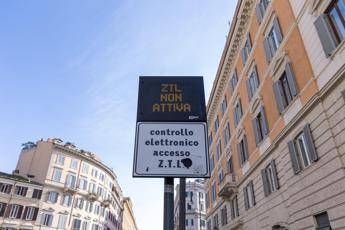 ZTL
NON
ATTIVA
controllo
elettronico
accesso
Z.T.L.